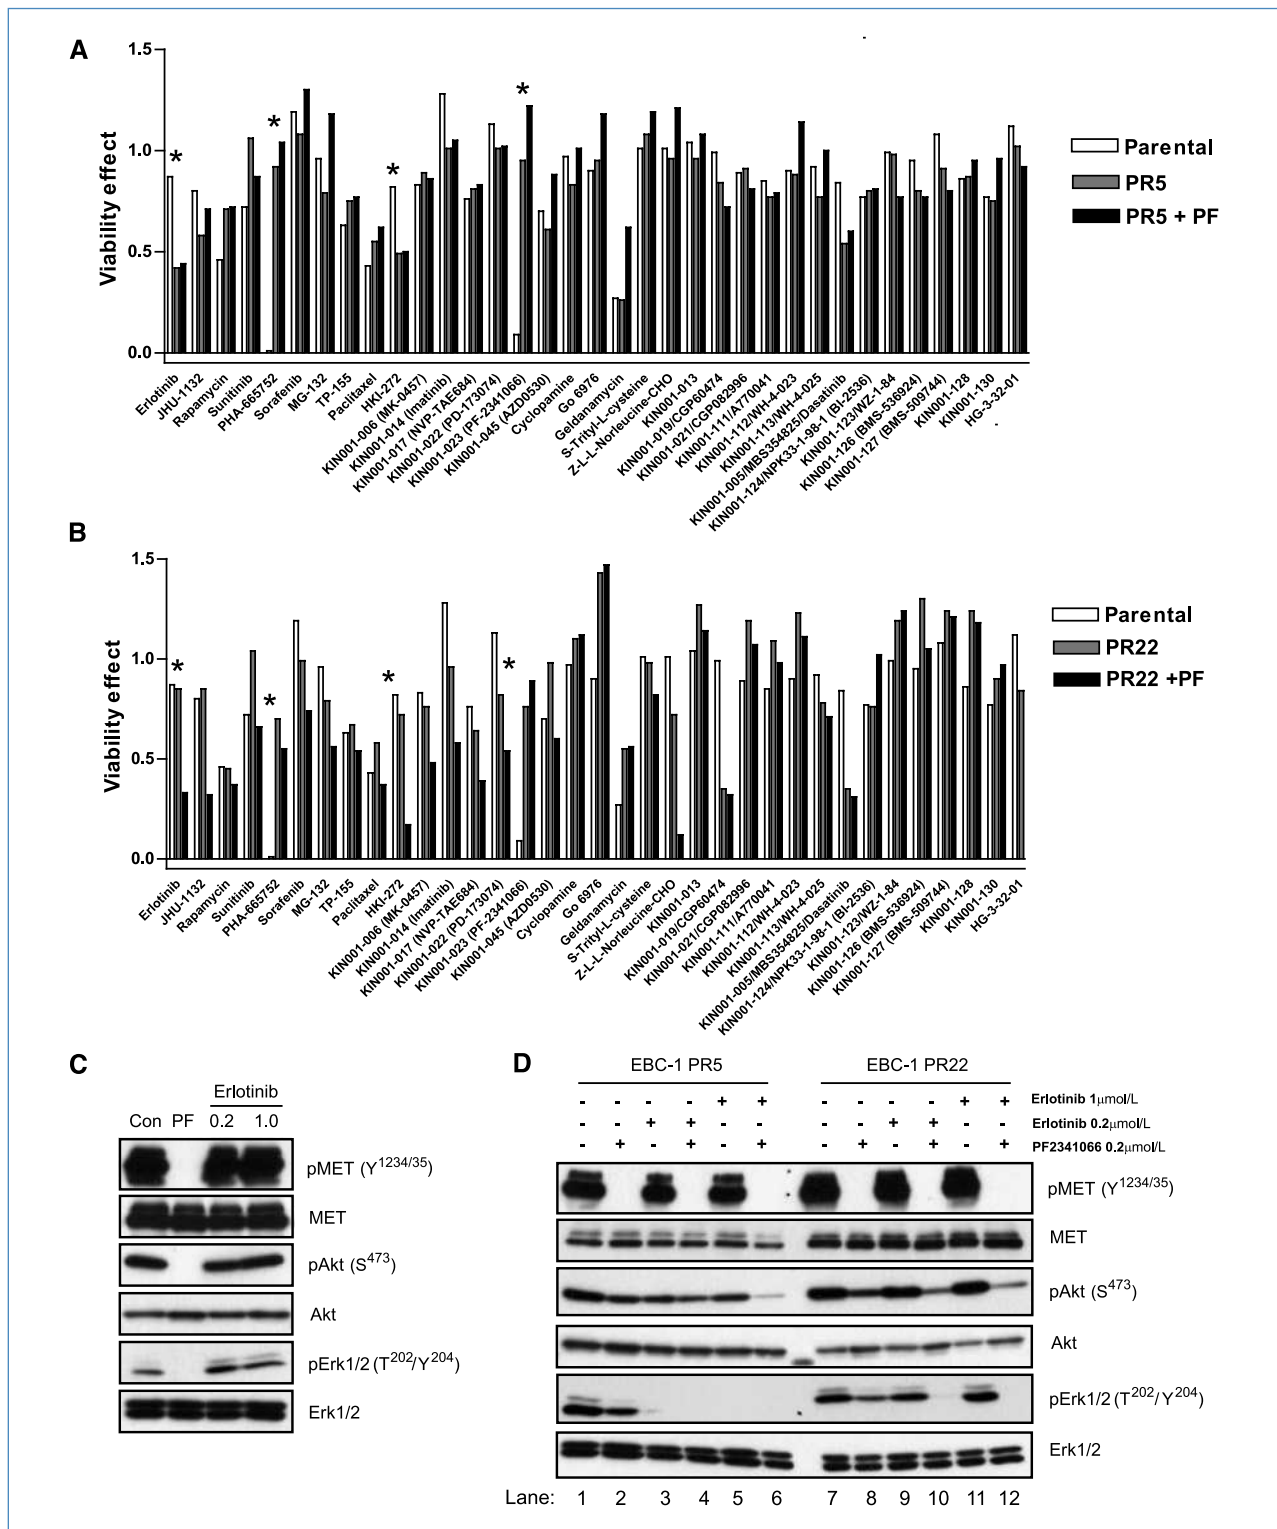 A
1.5
1.0
0.5
0.0
Viability effect
*
*
*
*
Parental
PR5
PR5 + PF
Erlotinib
JHU-1132
Rapamycin
Sunitinib
PHA-665752
Sorafenib
MG-132
TP-155
Paclitaxel
HKI-272
KIN001-006 (MK-0457)
KIN001-014 (Imatinib)
KIN001-017 (NVP-TAE684)
KIN001-022 (PD-173074)
KIN001-023 (PF-2341066)
KIN001-045 (AZD0530)
Cyclopamine
Go 6976
Geldanamycin
S-Trityl-L-cysteine
Z-L-L-Norleucine-CHO
KIN001-013
KIN001-019/CGP60474
KIN001-021/CGP082996
KIN001-111/A770041
KIN001-112/WH-4-023
KIN001-113/WH-4-025
KIN001-005/MBS354825/Dasatinib
KIN001-124/NPK33-1-98-1 (BI-2536)
KIN001-123/WZ-1-84
KIN001-126 (BMS-536924)
KIN001-127 (BMS-509744)
KIN001-128
KIN001-130
HG-3-32-01
B
1.5
1.0
0.5
0.0
Viability effect
*
*
*
*
Parental
PR22
PR22 +PF
Erlotinib
JHU-1132
Rapamycin
Sunitinib
PHA-665752
Sorafenib
MG-132
TP-155
Paclitaxel
HKI-272
KIN001-006 (MK-0457)
KIN001-014 (Imatinib)
KIN001-017 (NVP-TAE684)
KIN001-022 (PD-173074)
KIN001-023 (PF-2341066)
KIN001-045 (AZD0530)
Cyclopamine
Go 6976
Geldanamycin
S-Trityl-L-cysteine
Z-L-L-Norleucine-CHO
KIN001-013
KIN001-019/CGP60474
KIN001-021/CGP082996
KIN001-111/A770041
KIN001-112/WH-4-023
KIN001-113/WH-4-025
KIN001-005/MBS354825/Dasatinib
KIN001-124/NPK33-1-98-1 (BI-2536)
KIN001-123/WZ-1-84
KIN001-126 (BMS-536924)
KIN001-127 (BMS-509744)
KIN001-128
KIN001-130
HG-3-32-01
C
Erlotinib
Con PF 0.2 1.0
pMET (Y1234/35)
MET
pAkt (S473)
Akt
pErk1/2 (T202/Y204)
Erk1/2
D
EBC-1 PR5 EBC-1 PR22
- - - - + + - - - - + + Erlotinib 1μmol/L
- - + + - - - - + + - - Erlotinib 0.2μmol/L
- + - + - + - + - + - + PF2341066 0.2μmol/L
pMET (Y1234/35)
MET
pAkt (S473)
Akt
pErk1/2 (T202/Y204)
Erk1/2
Lane: 1 2 3 4 5 6 7 8 9 10 11 12